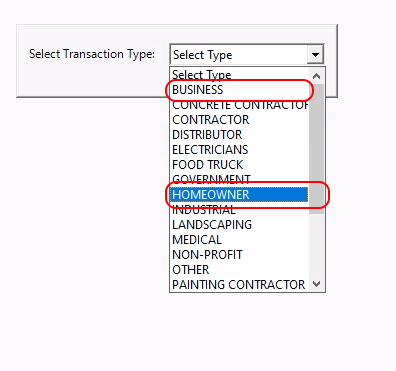 Select Transaction Type: Select Type
Select Type
BUSINESS
CONCRETE CONTRACTOR
CONTRACTOR
DISTRIBUTOR
ELECTRICIANS
FOOD TRUCK
GOVERNMENT
HOMEOWNER
INDUSTRIAL
LANDSCAPING
MEDICAL
NON-PROFIT
OTHER
PAINTING CONTRACTOR